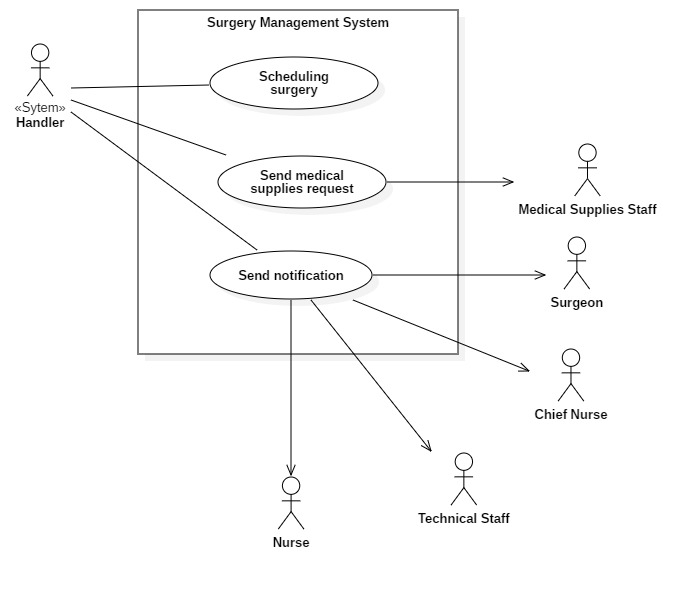 Surgery Management System
Scheduling
surgery
«Sytem»
Handler
Send medical
supplies request
Medical Supplies Staff
Send notification
Surgeon
Chief Nurse
Technical Staff
Nurse